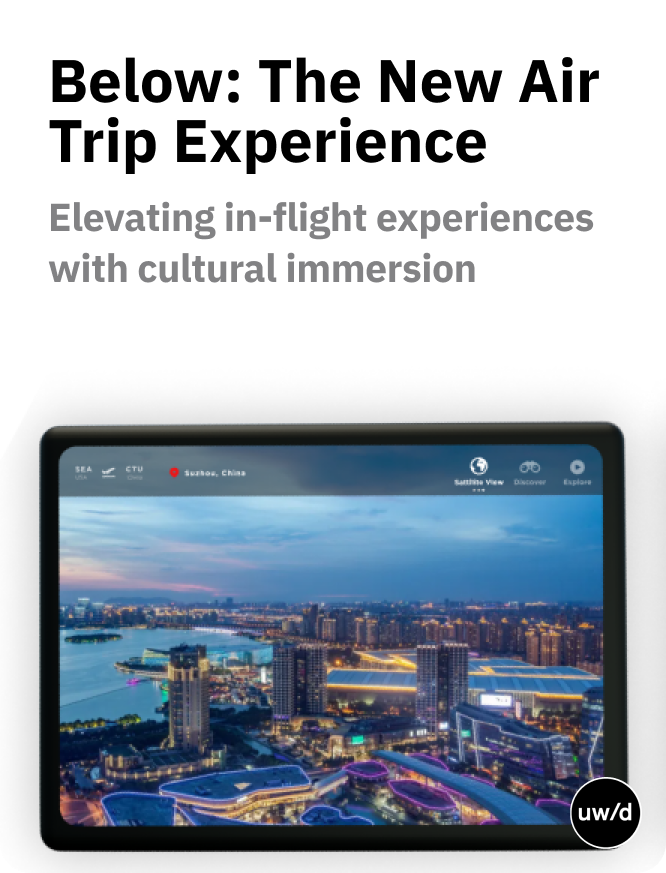 Below: The New Air
Trip Experience
Elevating in-flight experiences
with cultural immersion
SEA CTU Suzhou, China
USA China
Satellite View Discover Explore
uw/d